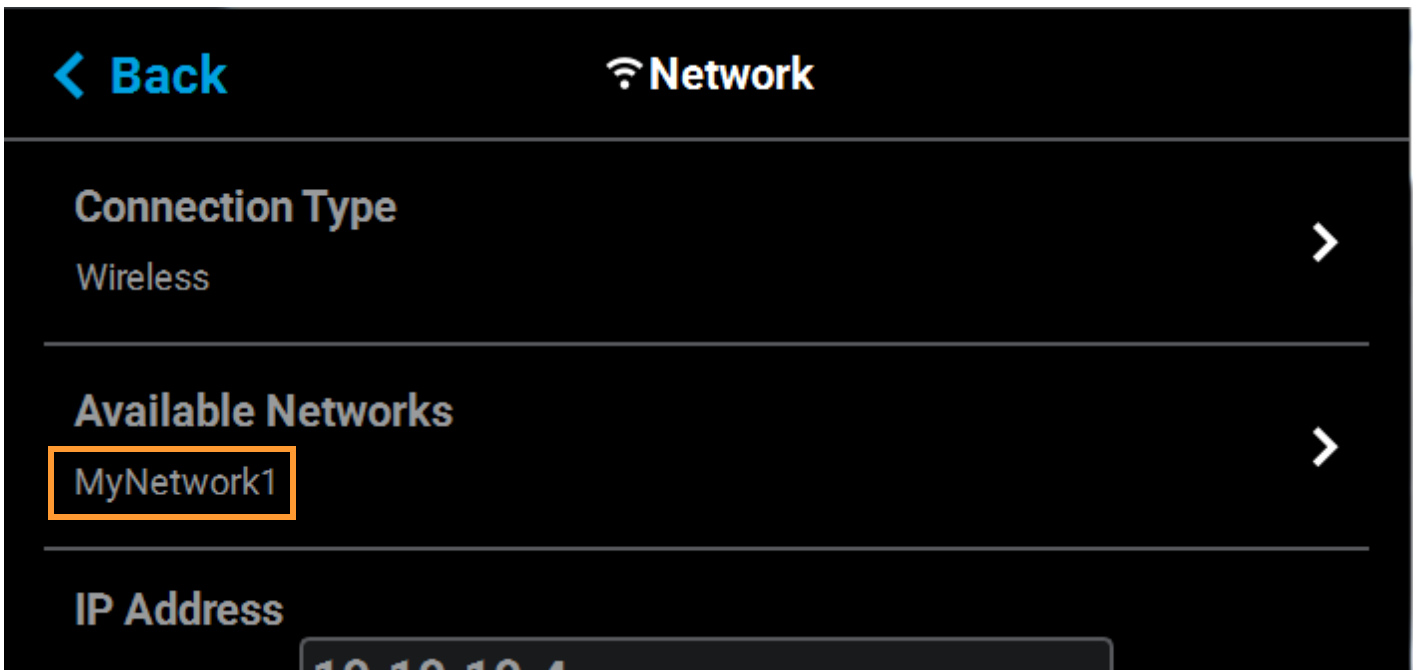 Back
Network
Connection Type
Wireless
Available Networks
MyNetwork1
IP Address